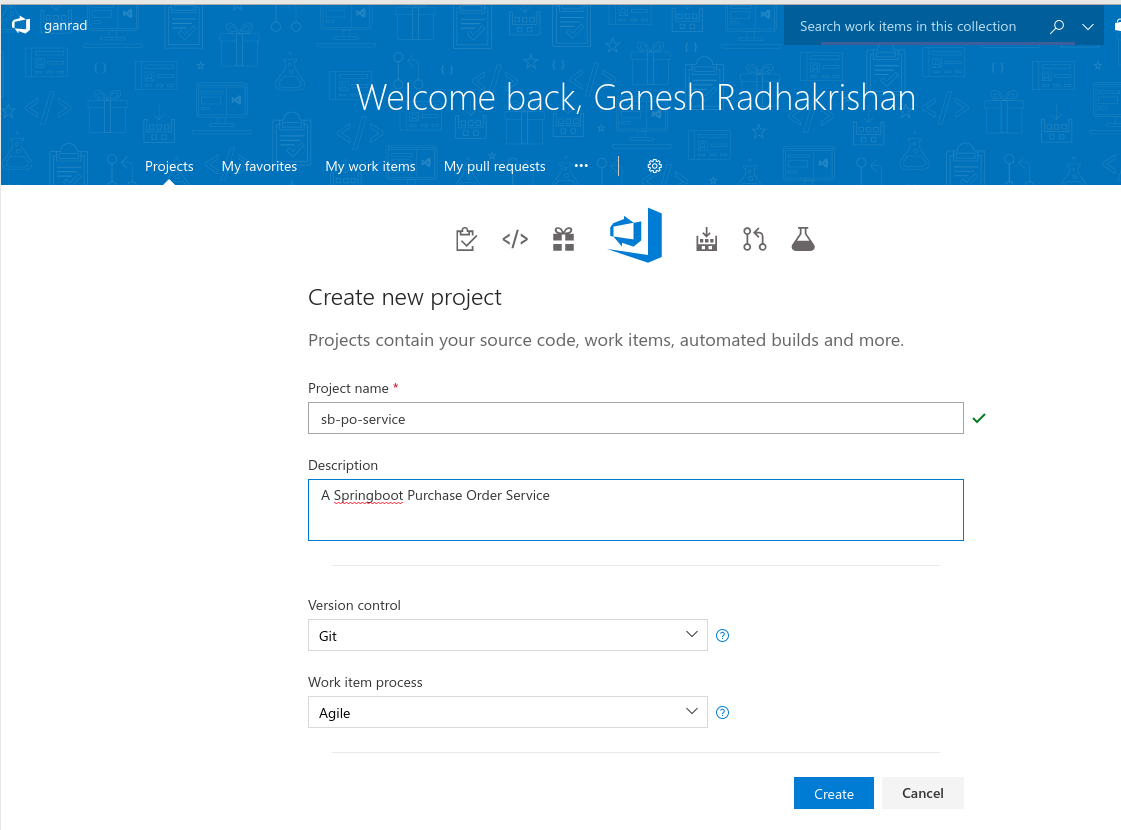 ganrad
Search work items in this collection
Welcome back, Ganesh Radhakrishan
Projects My favorites My work items My pull requests ...
Create new project
Projects contain your source code, work items, automated builds and more.
Project name *
sb-po-service
Description
A Springboot Purchase Order Service
Version control
Git
Work item process
Agile
Create Cancel